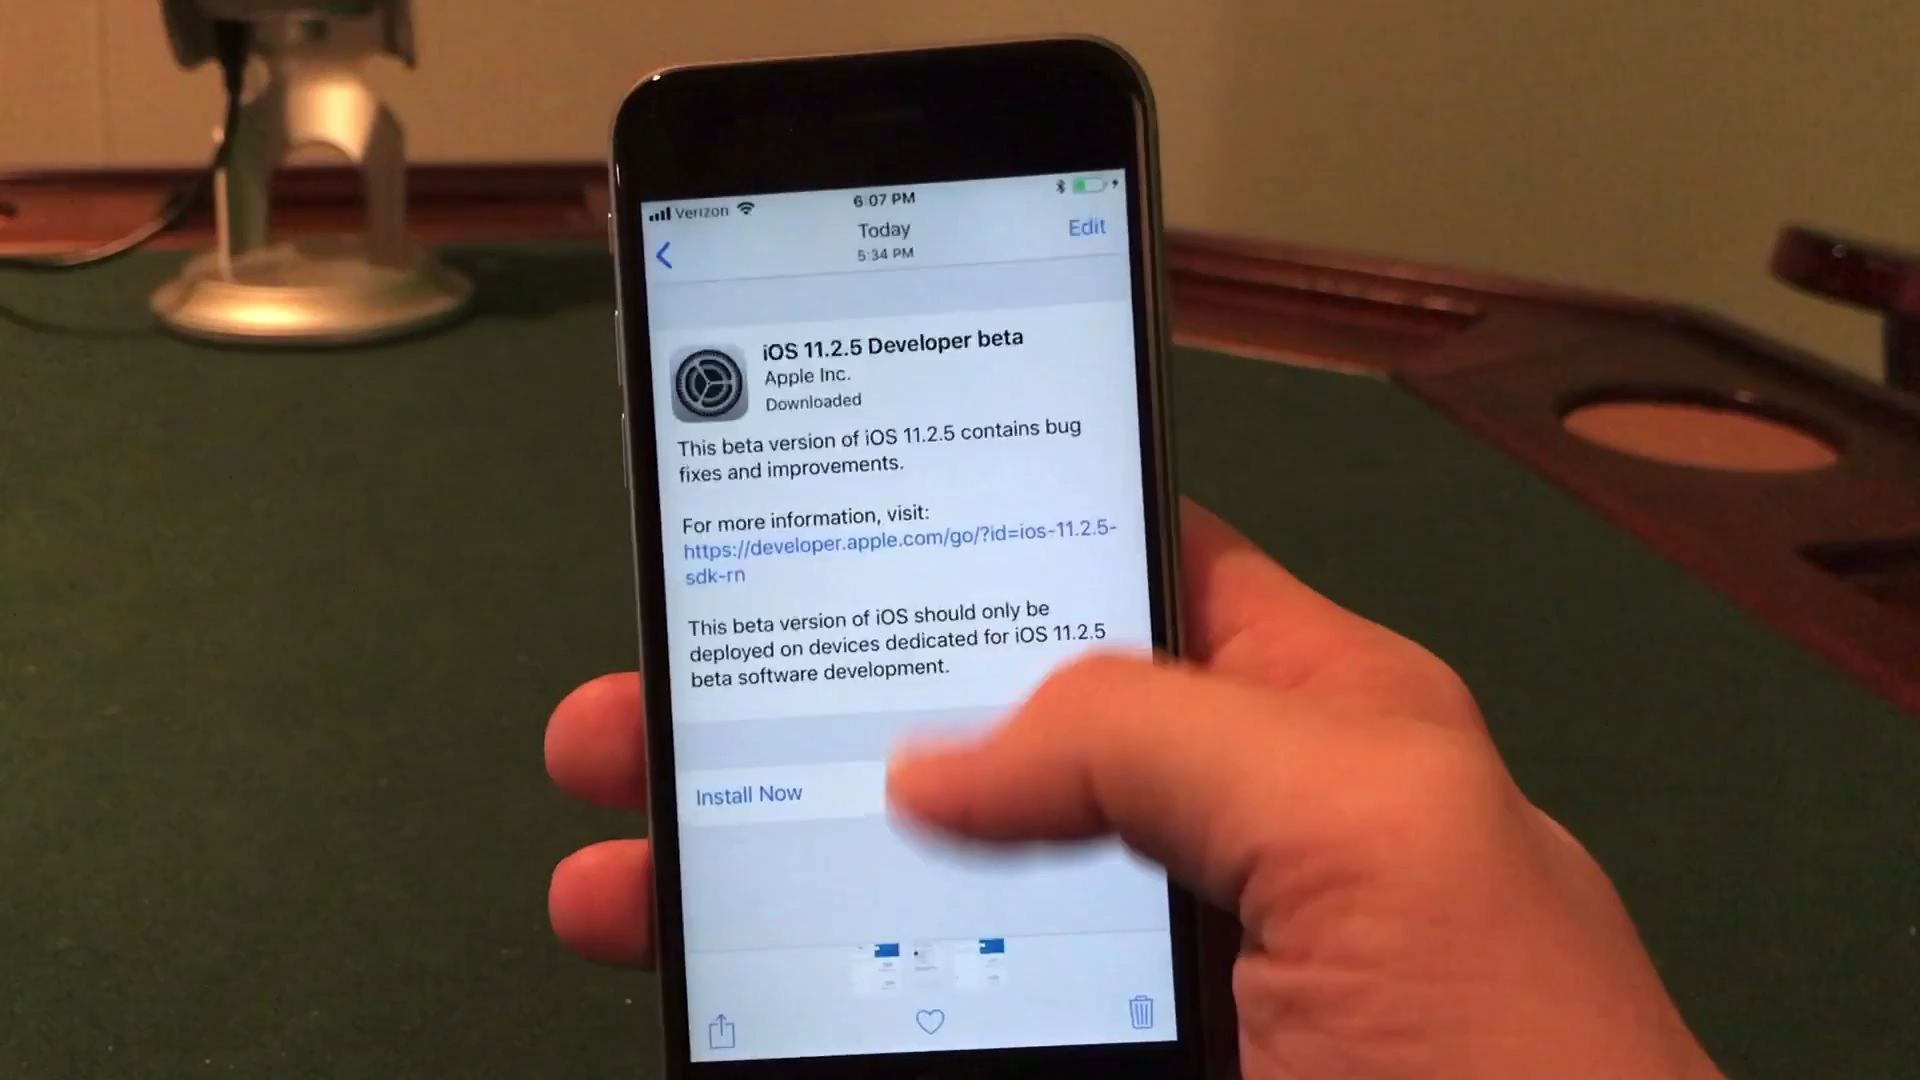 Verizon
6:07 PM
Today
Edit
5:34 PM
iOS 11.2.5 Developer beta
Apple Inc.
Downloaded
This beta version of iOS 11.2.5 contains bug
fixes and improvements.
For more information, visit:
https://developer.apple.com/go/?id=ios-11.2.5-
sdk-rn
This beta version of iOS should only be
deployed on devices dedicated for iOS 11.2.5
beta software development.
Install Now